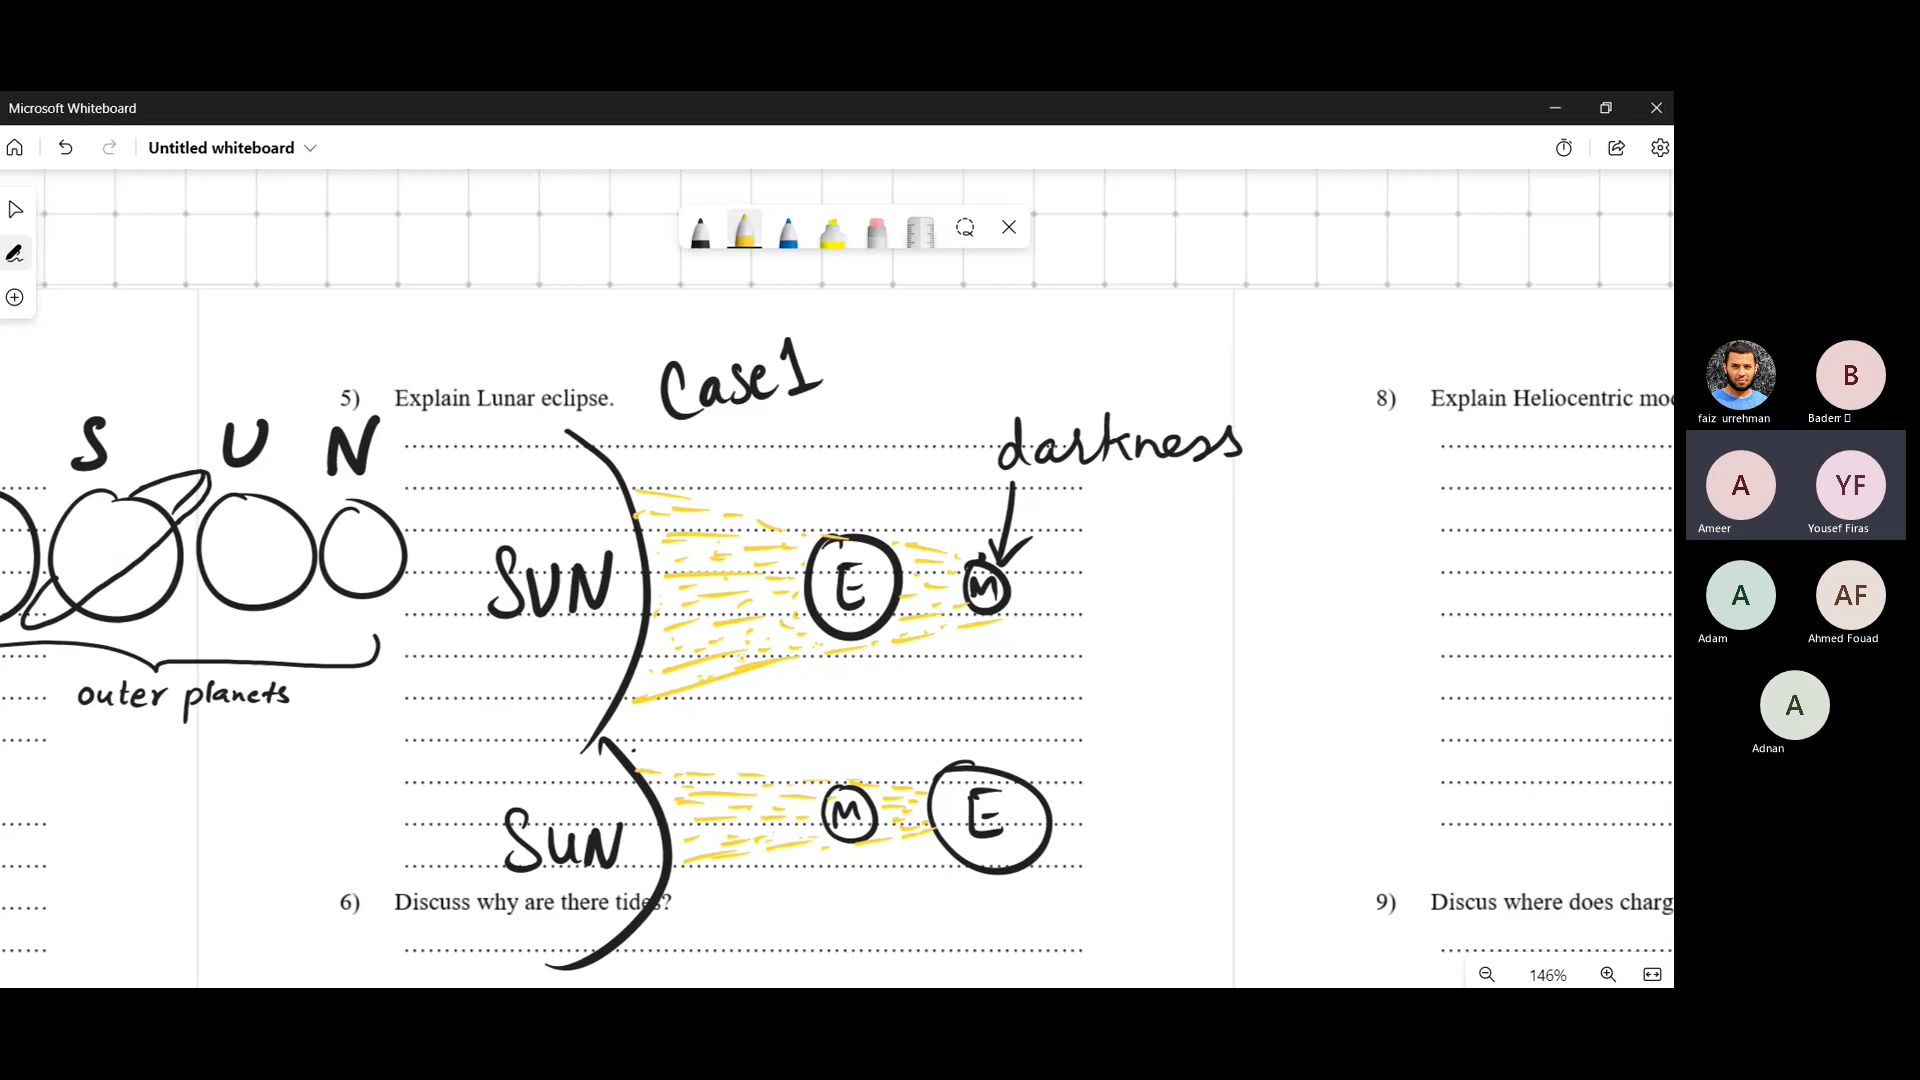 Microsoft Whiteboard
Untitled whiteboard
Case 1
5) Explain Lunar eclipse.
8) Explain Heliocentric mod
S U N
darkness
SUN
E
M
outer planets
SUN
M
E
6) Discuss why are there tides?
9) Discus where does charg
146%
faiz urrehman
B
Baderr
A
Ameer
YF
Yousef Firas
A
Adam
AF
Ahmed Fouad
A
Adnan